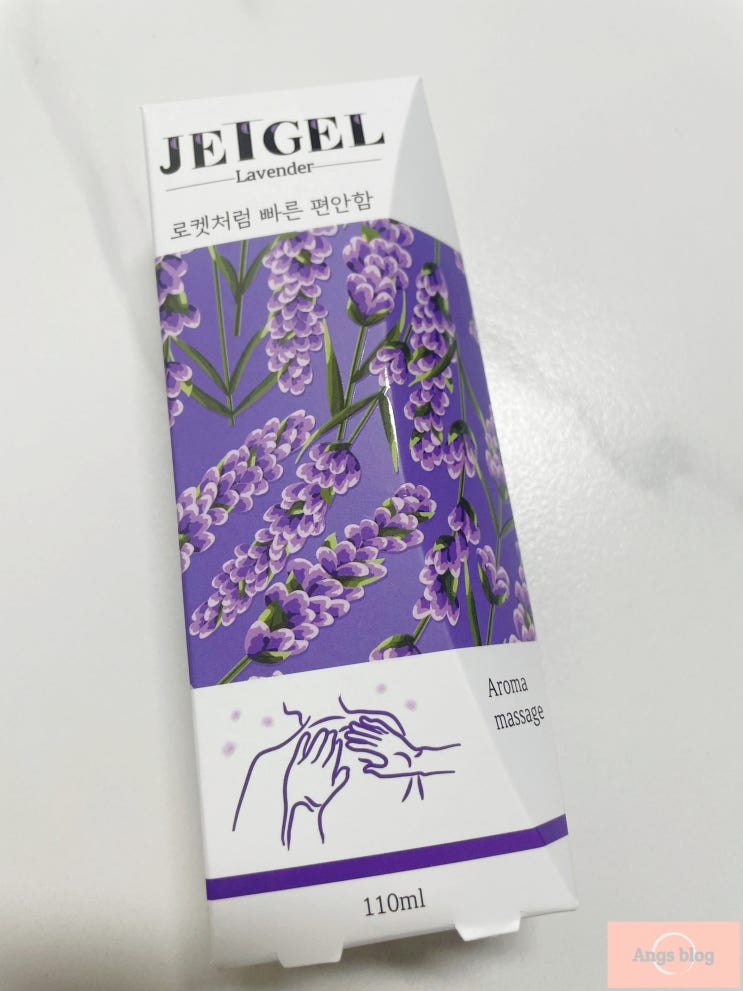 JETGEL
Lavender
로켓처럼 빠른 편안함
Aroma
massage
110ml
Angs blog